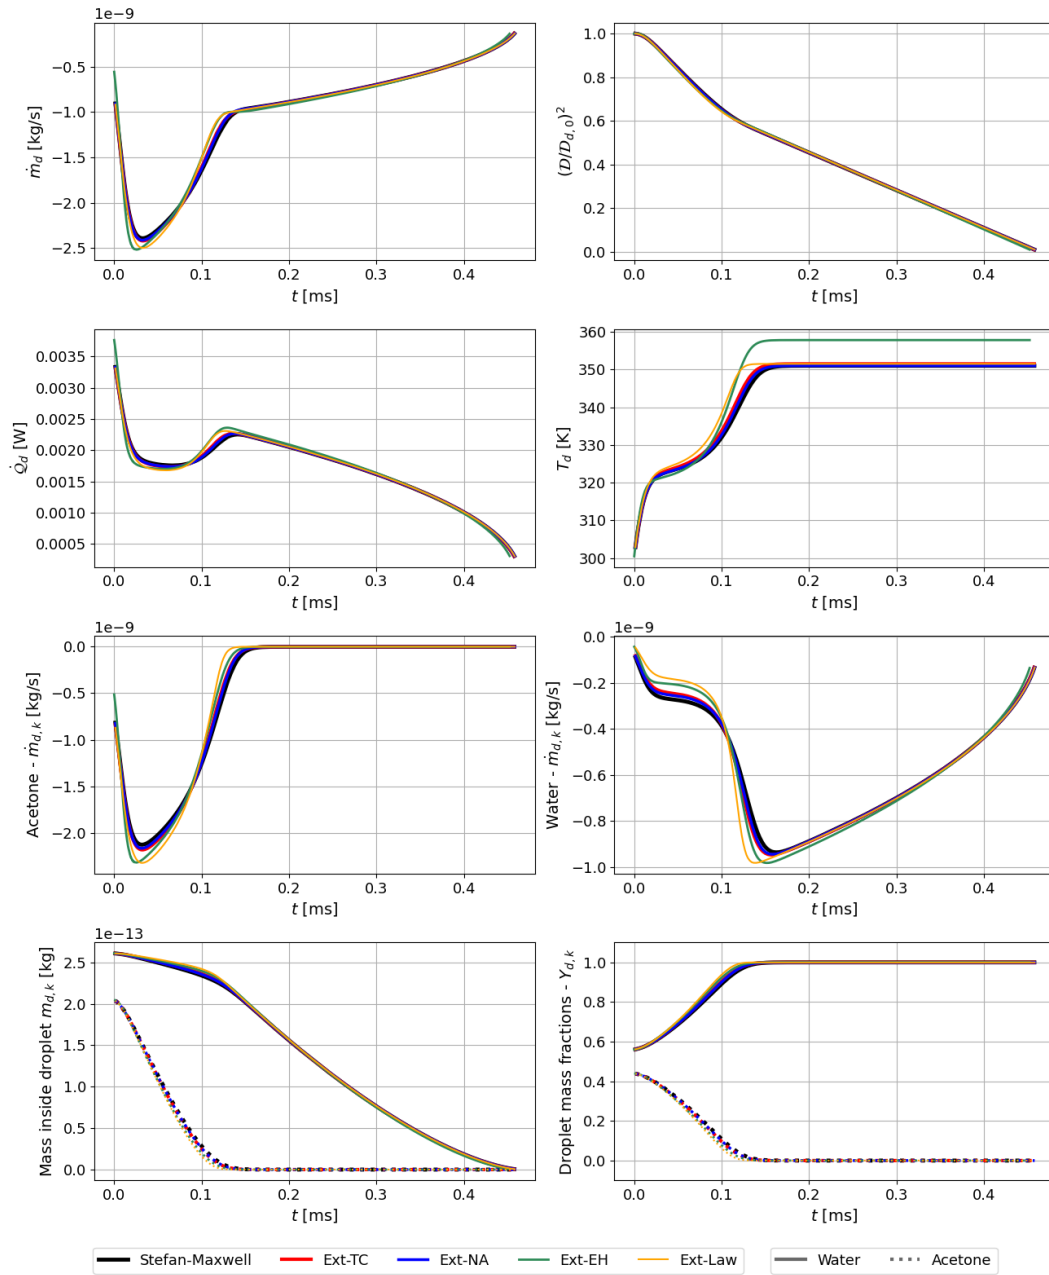 1e−9
−0.5
−1.0
−1.5
−2.0
−2.5
ṁ_d [kg/s]
0.0 0.1 0.2 0.3 0.4
t [ms]
1.0
0.8
0.6
0.4
0.2
0.0
(D/D_{d,0})²
0.0 0.1 0.2 0.3 0.4
t [ms]
0.0035
0.0030
0.0025
0.0020
0.0015
0.0010
0.0005
Q̇_d [W]
0.0 0.1 0.2 0.3 0.4
t [ms]
360
350
340
330
320
310
300
T_d [K]
0.0 0.1 0.2 0.3 0.4
t [ms]
1e−9
0.0
−0.5
−1.0
−1.5
−2.0
Acetone - ṁ_{d,k} [kg/s]
0.0 0.1 0.2 0.3 0.4
t [ms]
1e−9
0.0
−0.2
−0.4
−0.6
−0.8
−1.0
Water - ṁ_{d,k} [kg/s]
0.0 0.1 0.2 0.3 0.4
t [ms]
1e−13
2.5
2.0
1.5
1.0
0.5
0.0
Mass inside droplet m_{d,k} [kg]
0.0 0.1 0.2 0.3 0.4
t [ms]
1.0
0.8
0.6
0.4
0.2
0.0
Droplet mass fractions - Y_{d,k}
0.0 0.1 0.2 0.3 0.4
t [ms]
Stefan-Maxwell Ext-TC Ext-NA Ext-EH Ext-Law Water Acetone